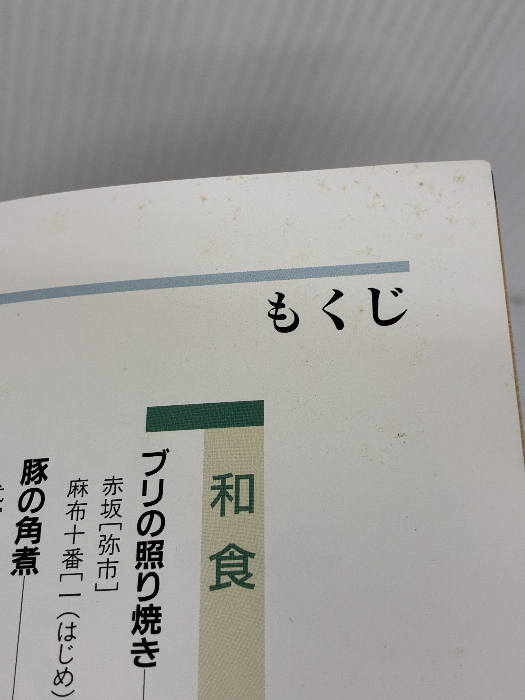 もくじ
和食
ブリの照り焼き
赤坂[弥市]
麻布十番[一(はじめ)
豚の角煮